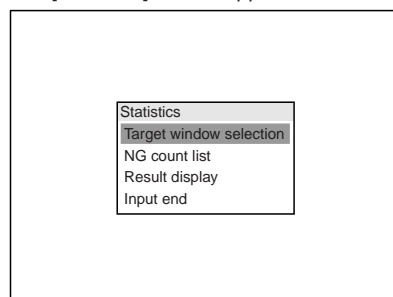 Statistics
Target window selection
NG count list
Result display
Input end